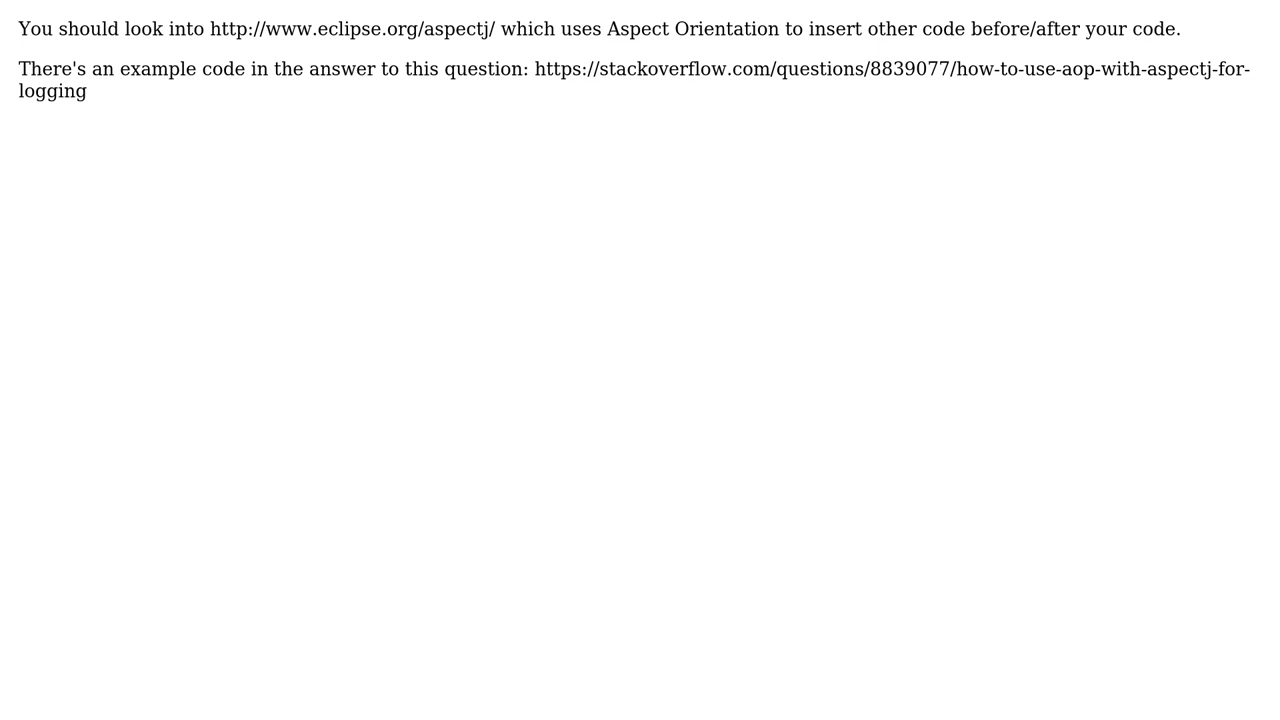 You should look into http://www.eclipse.org/aspectj/ which uses Aspect Orientation to insert other code before/after your code.
There's an example code in the answer to this question: https://stackoverflow.com/questions/8839077/how-to-use-aop-with-aspectj-for-
logging